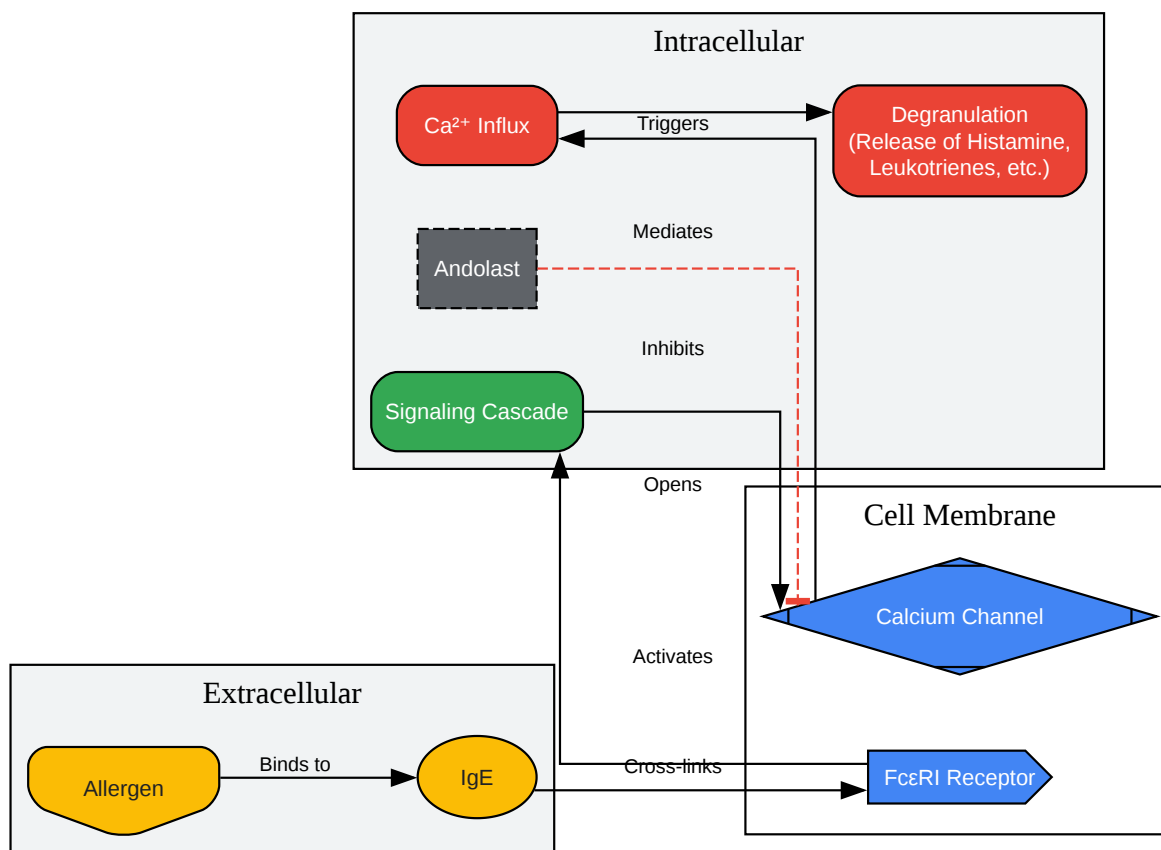 Intracellular
Ca²⁺ Influx
Triggers
Degranulation
(Release of Histamine,
Leukotrienes, etc.)
Mediates
Andolast
Inhibits
Signaling Cascade
Opens
Cell Membrane
Calcium Channel
Activates
Extracellular
Allergen
Binds to
IgE
Cross-links
FcεRI Receptor